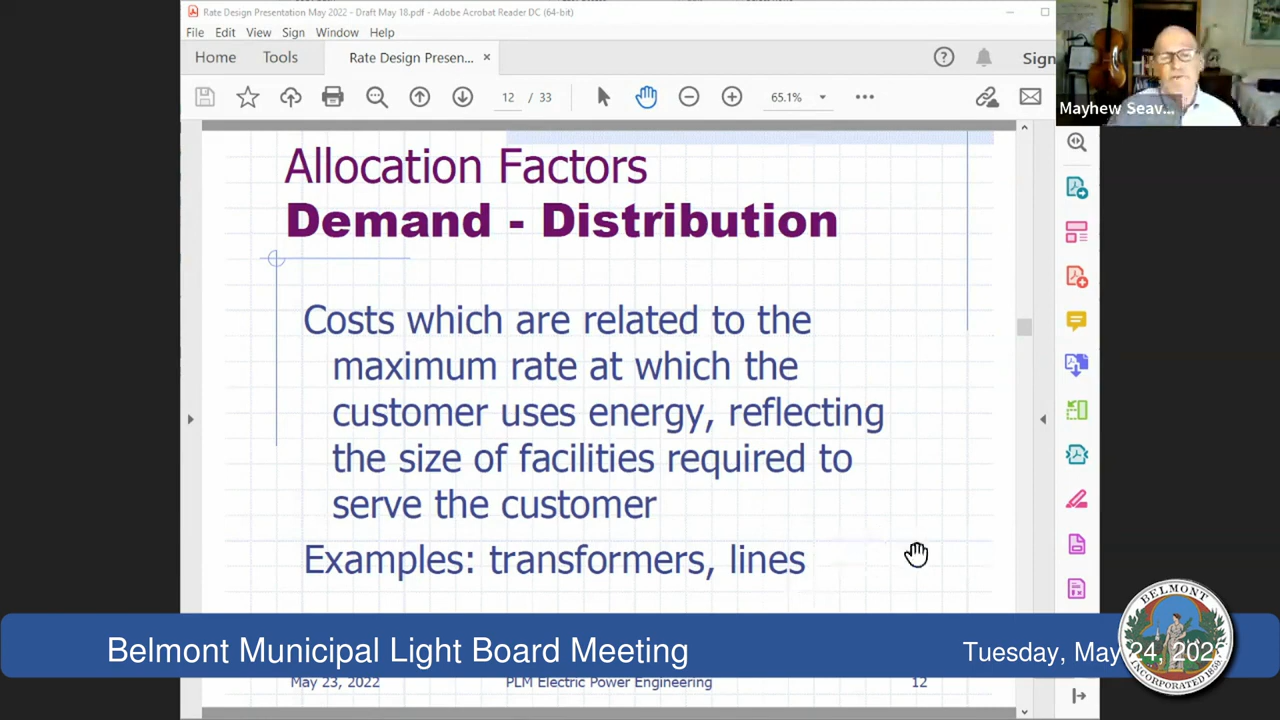 Rate Design Presentation May 2022 - Draft May 18.pdf - Adobe Acrobat Reader DC (64-bit)
File Edit View Sign Window Help
Home Tools Rate Design Presen... × Sign
12 / 33 65.1%
Mayhew Seav...
Allocation Factors
Demand - Distribution
Costs which are related to the
maximum rate at which the
customer uses energy, reflecting
the size of facilities required to
serve the customer
Examples: transformers, lines
Belmont Municipal Light Board Meeting
Tuesday, May 24, 202
BELMONT
INCORPORATED 1859
May 23, 2022 PLM Electric Power Engineering 12